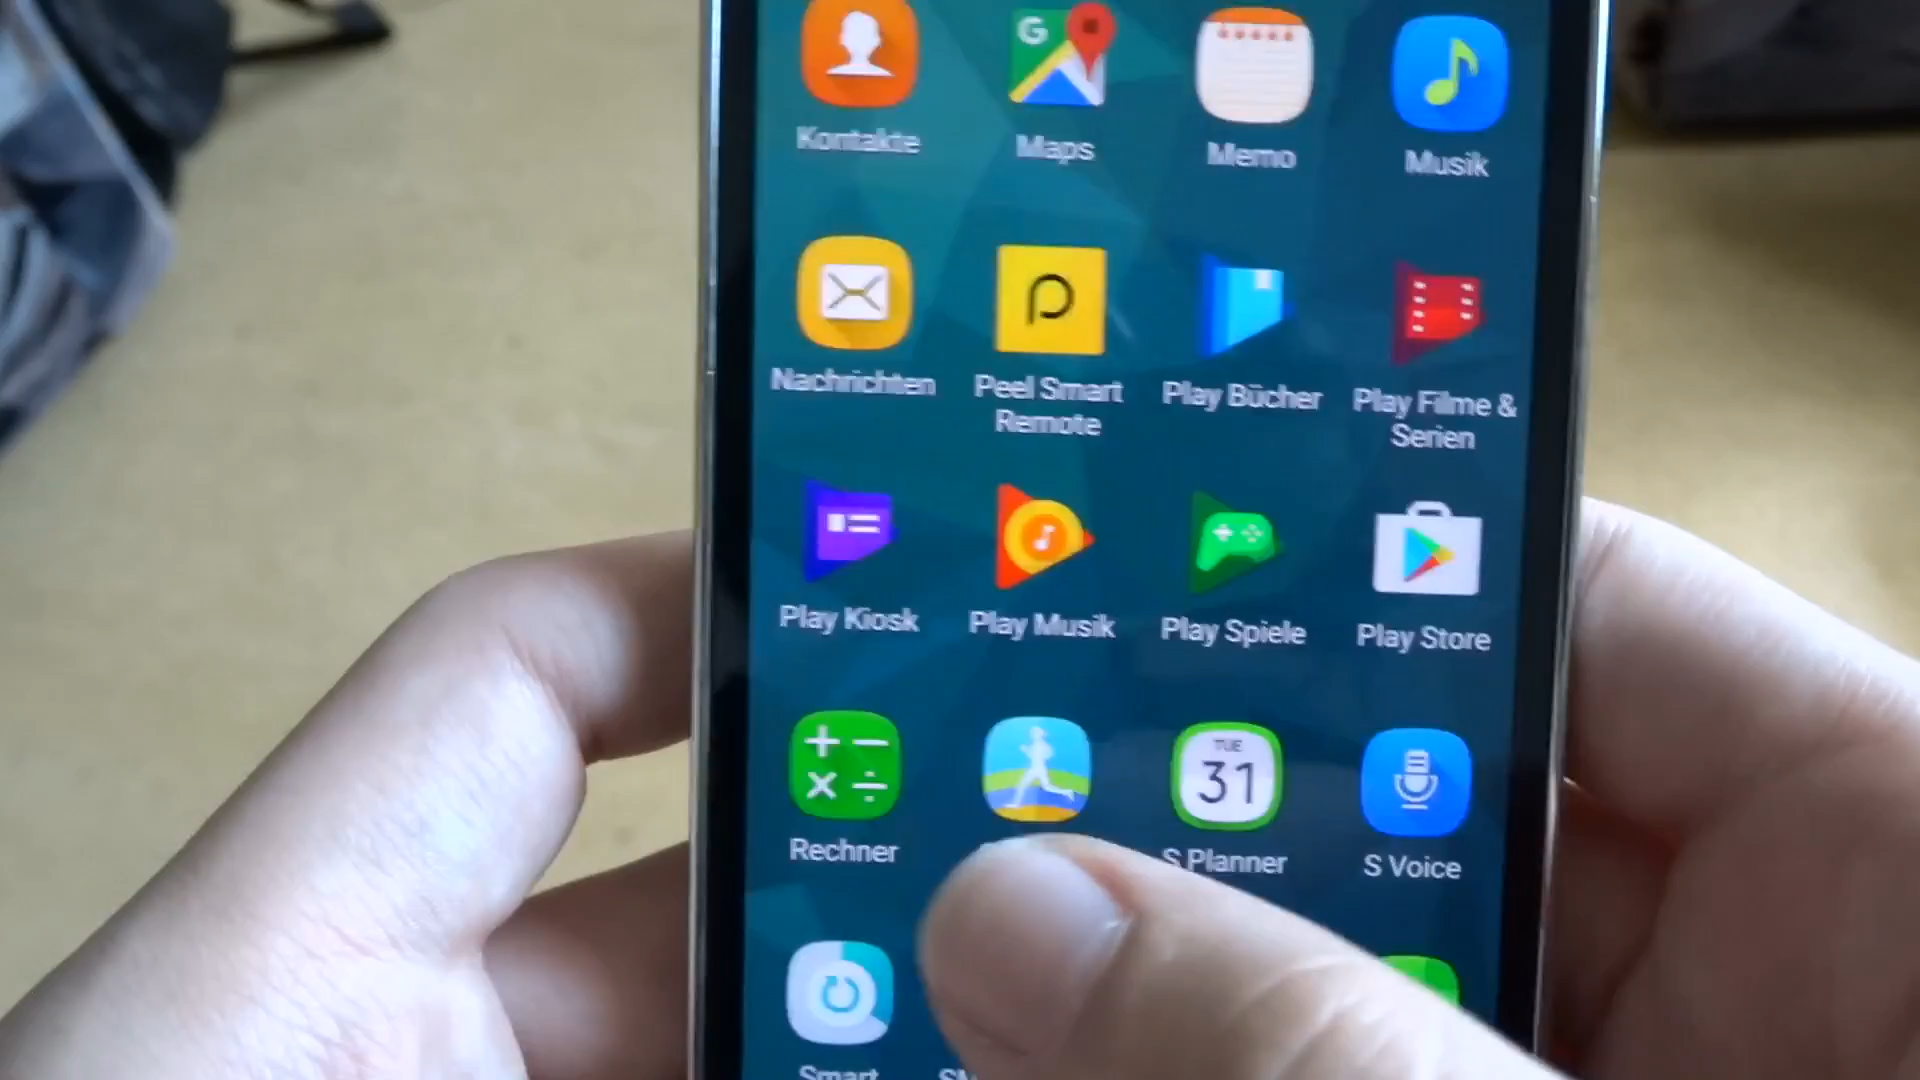 G
Kontakte
Maps
Memo
Musik
Nachrichten
Peel Smart
Remote
Play Bücher
Play Filme &
Serien
Play Kiosk
Play Musik
Play Spiele
Play Store
Rechner
TUE
31
S Planner
S Voice
Smart